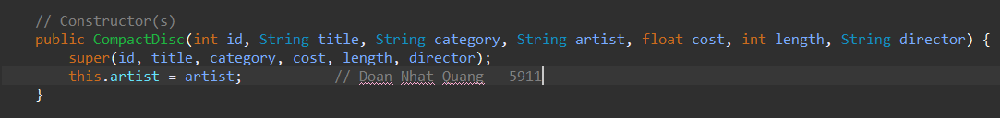 // Constructor(s)
public CompactDisc(int id, String title, String category, String artist, float cost, int length, String director) {
    super(id, title, category, cost, length, director);
    this.artist = artist;           // Doan Nhat Quang - 5911
}